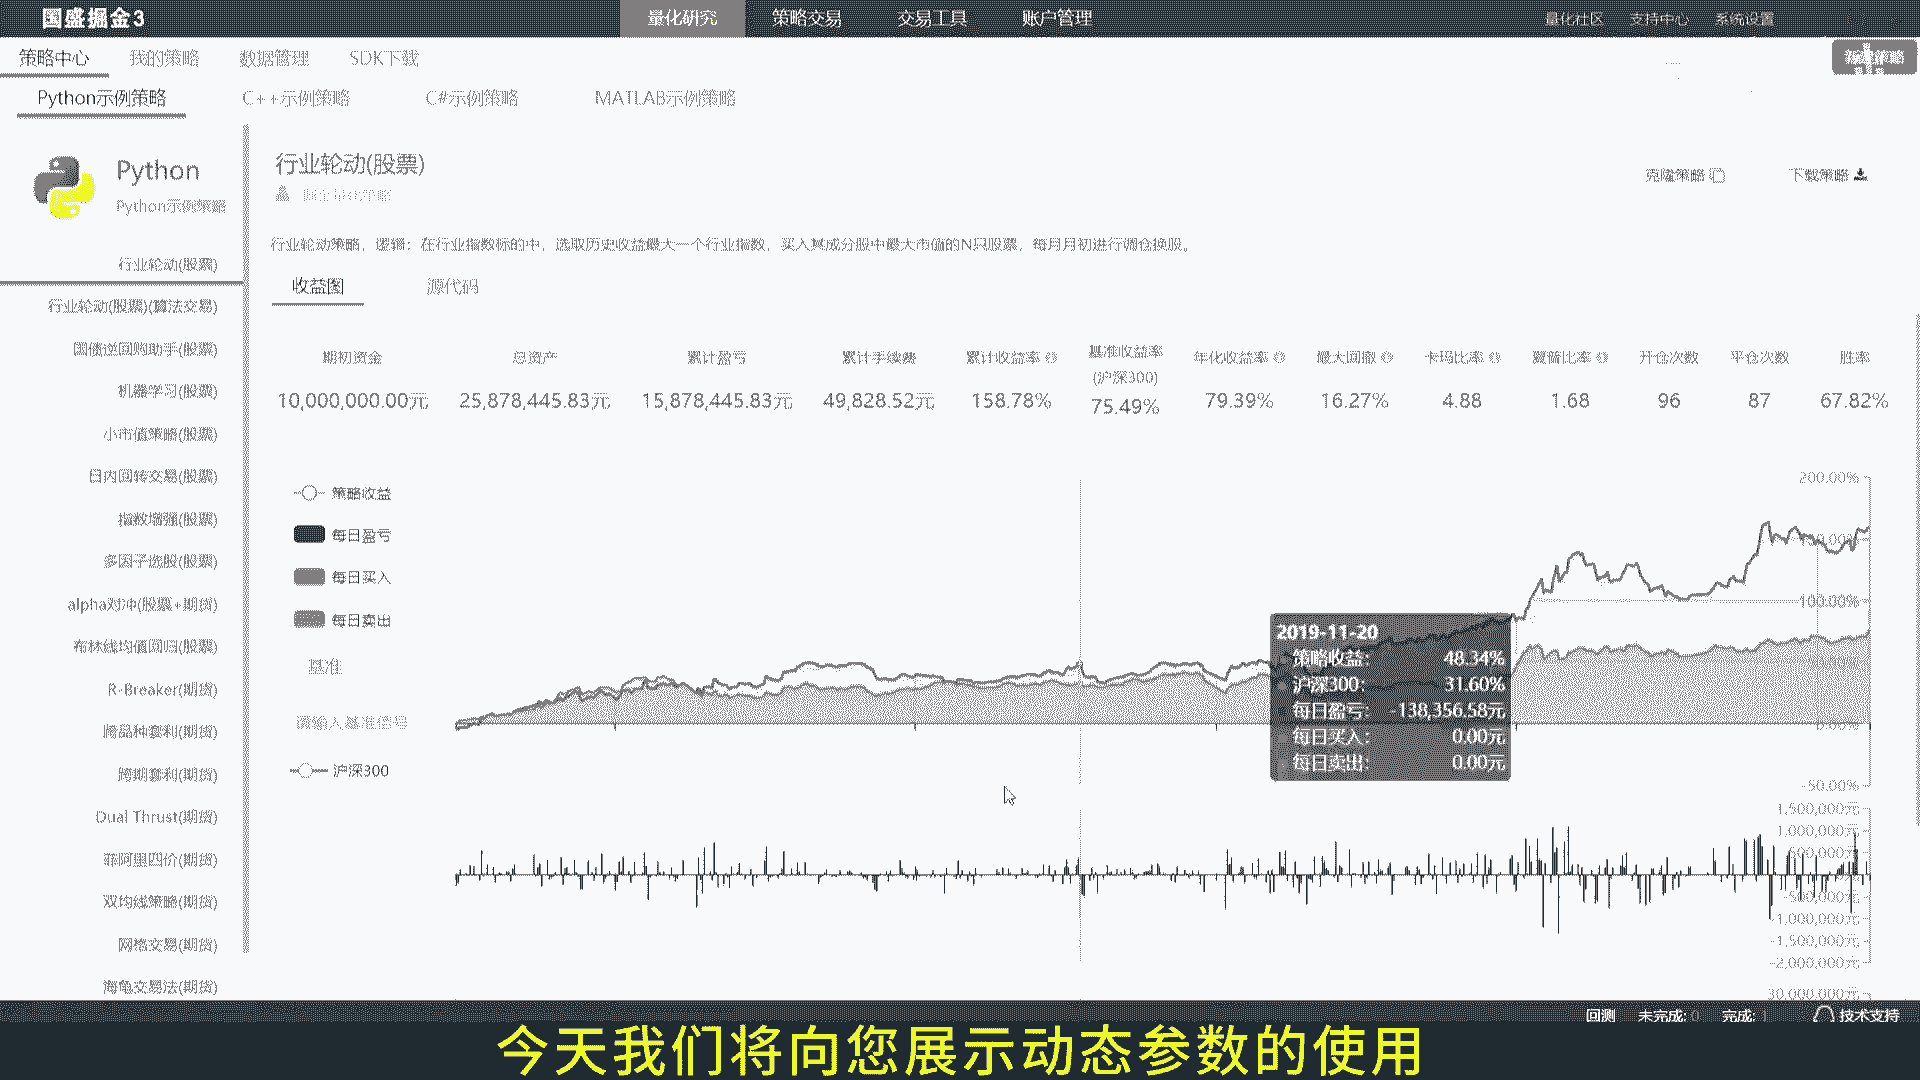 国盛掘金3
量化研究 策略交易 交易工具 账户管理
量化社区 支持中心 系统设置
策略中心 我的策略 数据管理 SDK下载
Python示例策略 C++示例策略 C#示例策略 MATLAB示例策略
Python
Python示例策略
行业轮动(股票)
行业轮动(股票)(算法交易)
国债逆回购助手(股票)
机器学习(股票)
小市值策略(股票)
日内回转交易(股票)
指数增强(股票)
多因子选股(股票)
alpha对冲(股票+期货)
布林线均值回归(股票)
R-Breaker(期货)
跨品种套利(期货)
跨期套利(期货)
Dual Thrust(期货)
菲阿里四价(期货)
双均线策略(期货)
网格交易(期货)
海龟交易法(期货)
行业轮动(股票)
克隆策略 下载策略
行业轮动策略，逻辑：在行业指数标的中，选取历史收益最大一个行业指数，买入其成分股中最大市值的N只股票，每月月初进行调仓换股。
收益图 源代码
期初资金 总资产 累计盈亏 累计手续费 累计收益率 基准收益率(沪深300) 年化收益率 最大回撤 卡玛比率 夏普比率 开仓次数 平仓次数 胜率
10,000,000.00元 25,878,445.83元 15,878,445.83元 49,828.52元 158.78% 75.49% 79.39% 16.27% 4.88 1.68 96 87 67.82%
策略收益
每日盈亏
每日买入
每日卖出
基准
请输入基准信号
沪深300
200.00%
100.00%
0.00%
-50.00%
2019-11-20
策略收益: 48.34%
沪深300: 31.60%
每日盈亏: -138,356.58元
每日买入: 0.00元
每日卖出: 0.00元
1,500,000元
1,000,000元
500,000元
-500,000元
-1,000,000元
-1,500,000元
-2,000,000元
30,000,000元
回测 未完成: 0 完成: 1 技术支持
今天我们将向您展示动态参数的使用